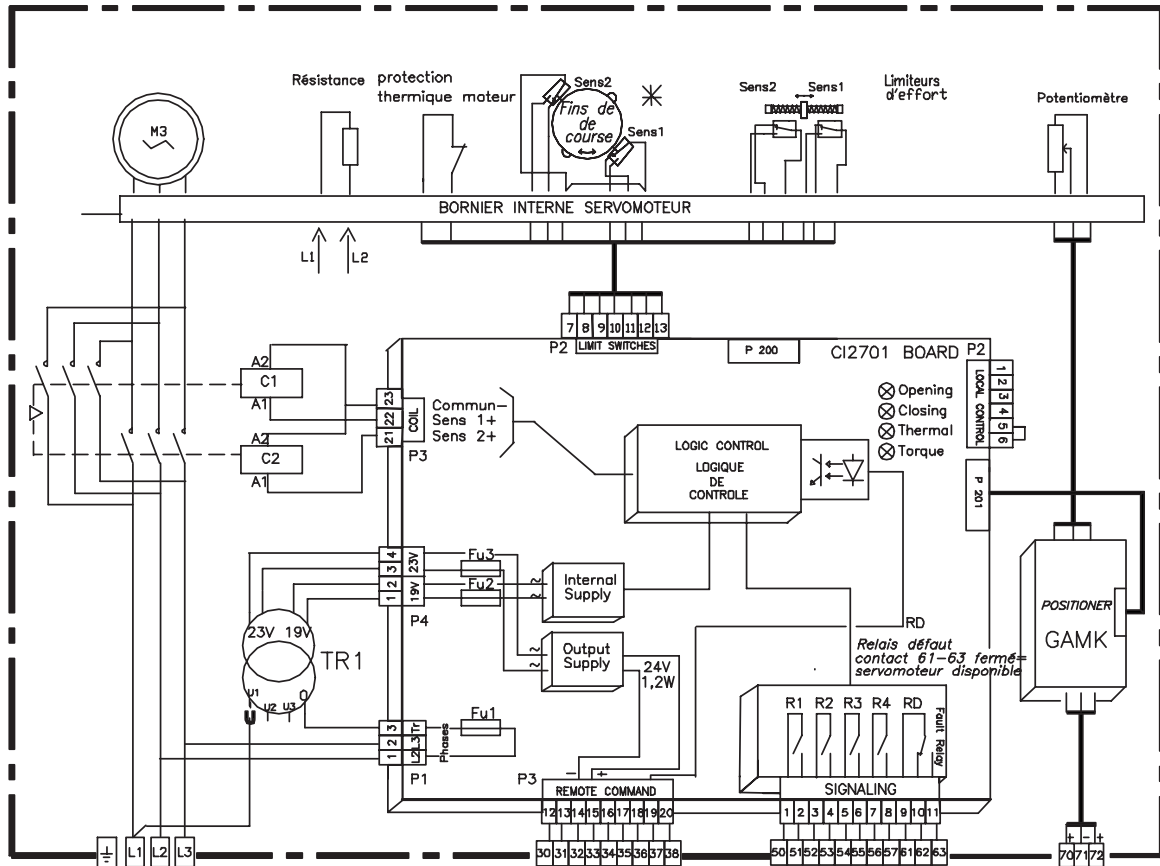 Résistance
protection
thermique moteur
Sens2
Fins de
de
course
Sens1
Sens2
Sens1
Limiteurs
d'effort
Potentiomètre
M3
BORNIER INTERNE SERVOMOTEUR
L1
L2
7 8 9 10 11 12 13
P2
LIMIT SWITCHES
P 200
CI2701 BOARD
P2
LOCAL CONTROL
1
2
3
4
5
6
Opening
Closing
Thermal
Torque
A2
C1
A1
A2
C2
A1
23
22
21
COIL
P3
Commun-
Sens 1+
Sens 2+
LOGIC CONTROL
LOGIQUE
DE
CONTROLE
P 201
4
3
2
1
23V
19V
P4
Fu3
Fu2
Internal
Supply
Output
Supply
24V
1,2W
23V 19V
TR1
U1
U2
U3
0
U
RD
Relais défaut
contact 61-63 fermé=
servomoteur disponible
POSITIONER
GAMK
3
2
1
Tr
L3
L2
Phases
P1
Fu1
R1 R2 R3 R4 RD
Fault Relay
P3
- +
REMOTE COMMAND
12 13 14 15 16 17 18 19 20
30 31 32 33 34 35 36 37 38
SIGNALING
1 2 3 4 5 6 7 8 9 10 11
50 51 52 53 54 55 56 57 61 62 63
L1 L2 L3
+ - +
70 71 72